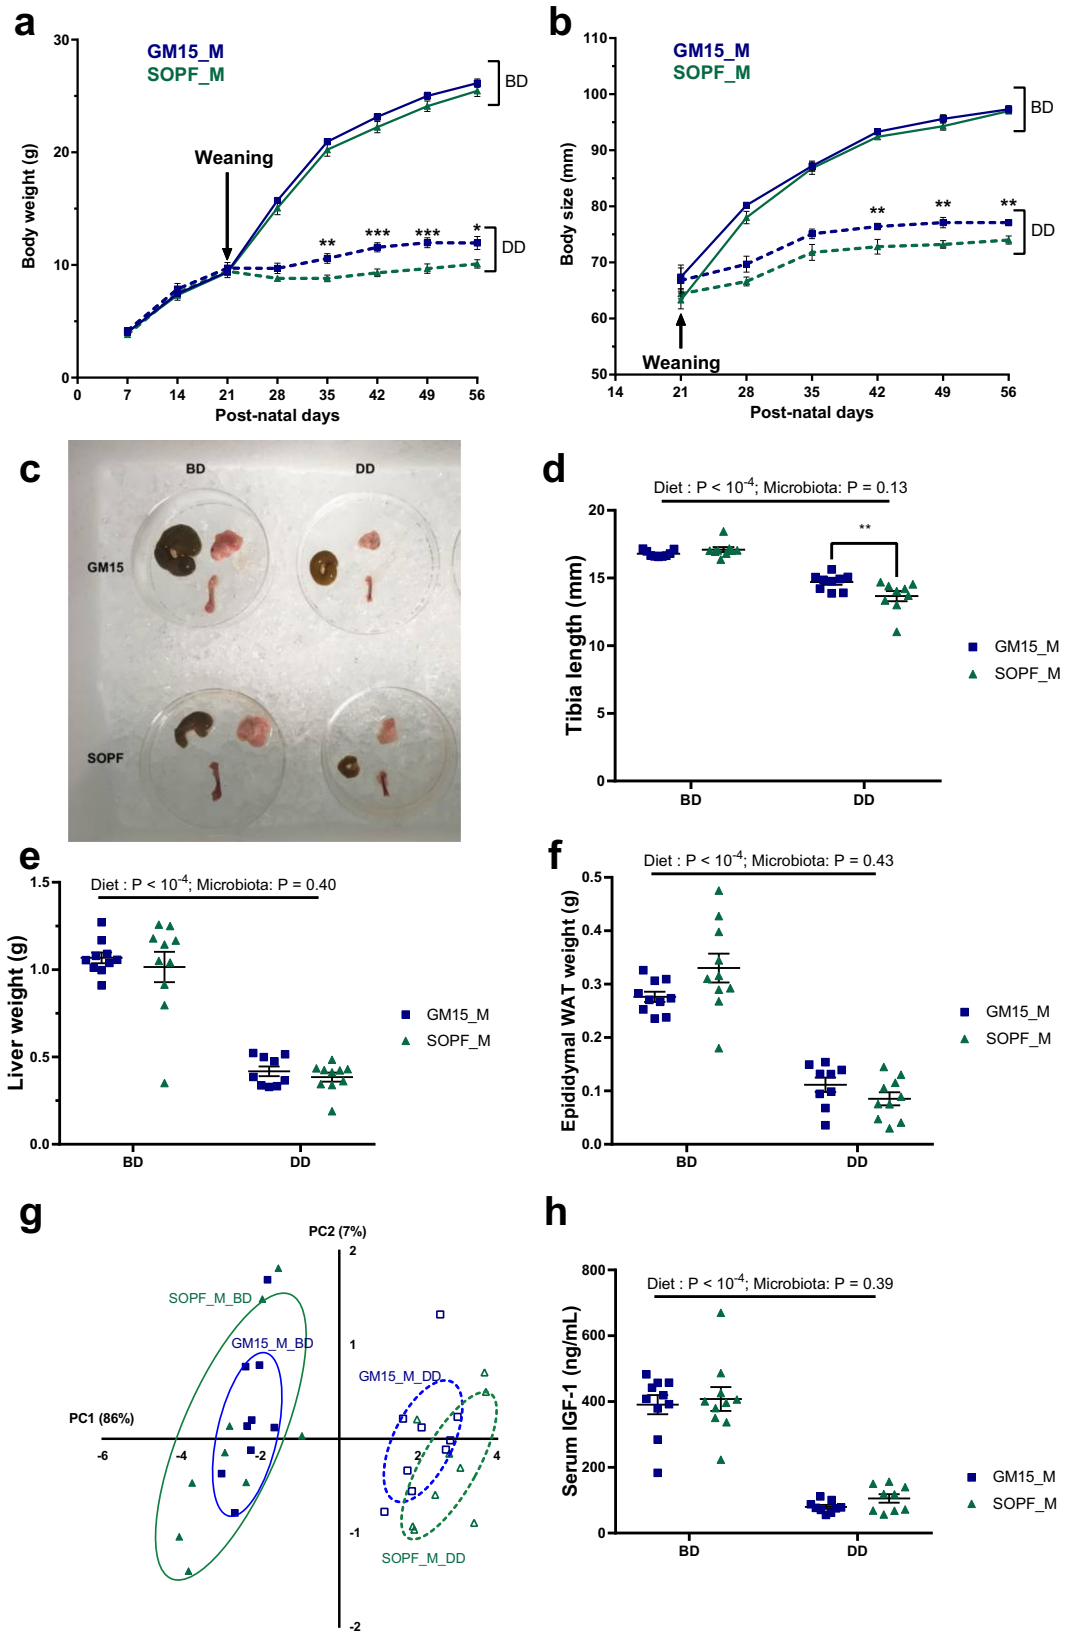 a
GM15_M
SOPF_M
BD
Weaning
** *** *** *
DD
Body weight (g)
30
20
10
0
0 7 14 21 28 35 42 49 56
Post-natal days
b
GM15_M
SOPF_M
BD
** ** **
DD
Body size (mm)
110
100
90
80
70
60
50
Weaning
14 21 28 35 42 49 56
Post-natal days
c
BD DD
GM15
SOPF
d
Diet : P < 10-4; Microbiota: P = 0.13
**
Tibia length (mm)
20
15
10
5
0
BD DD
GM15_M
SOPF_M
e
Diet : P < 10-4; Microbiota: P = 0.40
Liver weight (g)
1.5
1.0
0.5
0.0
BD DD
GM15_M
SOPF_M
f
Diet : P < 10-4; Microbiota: P = 0.43
Epididymal WAT weight (g)
0.5
0.4
0.3
0.2
0.1
0.0
BD DD
GM15_M
SOPF_M
g
PC2 (7%)
2
SOPF_M_BD
GM15_M_BD
1
GM15_M_DD
PC1 (86%)
-6 -4 -2 2 4
-1
SOPF_M_DD
-2
h
Diet : P < 10-4; Microbiota: P = 0.39
Serum IGF-1 (ng/mL)
800
600
400
200
0
BD DD
GM15_M
SOPF_M